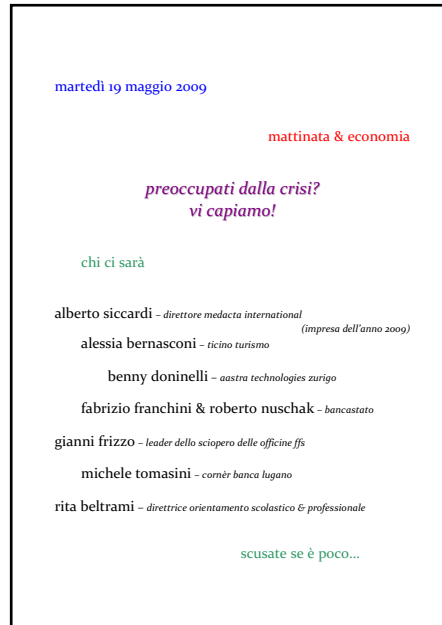 martedì 19 maggio 2009
mattinata & economia
preoccupati dalla crisi?
vi capiamo!
chi ci sarà
alberto siccardi – direttore medacta international
(impresa dell'anno 2009)
alessia bernasconi – ticino turismo
benny doninelli – aastra technologies zurigo
fabrizio franchini & roberto nuschak – bancastato
gianni frizzo – leader dello sciopero delle officine ffs
michele tomasini – cornèr banca lugano
rita beltrami – direttrice orientamento scolastico & professionale
scusate se è poco...